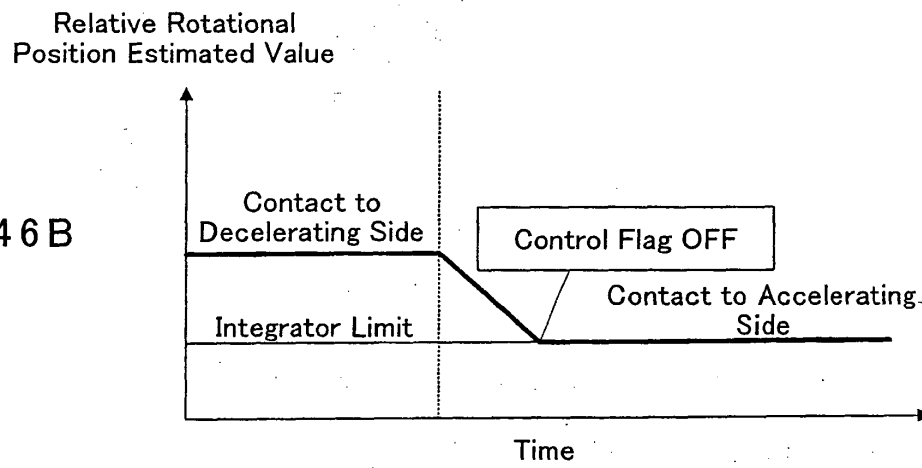 Relative Rotational
Position Estimated Value
46B
Contact to
Decelerating Side
Control Flag OFF
Contact to Accelerating
Side
Integrator Limit
Time